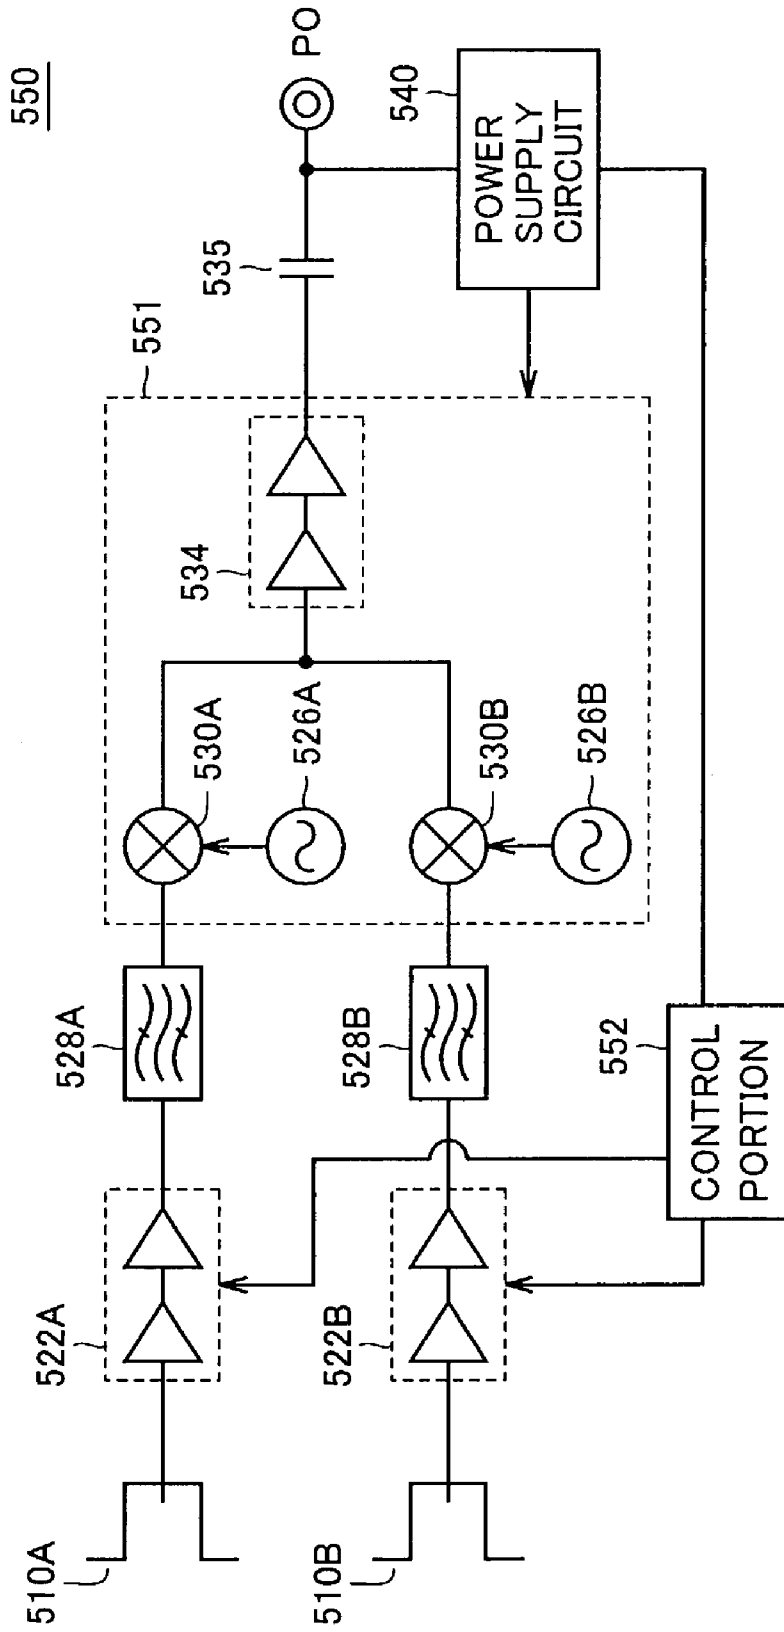 550
510A
522A
528A
530A
526A
534
551
535
PO
510B
522B
528B
530B
526B
540
POWER
SUPPLY
CIRCUIT
552
CONTROL
PORTION